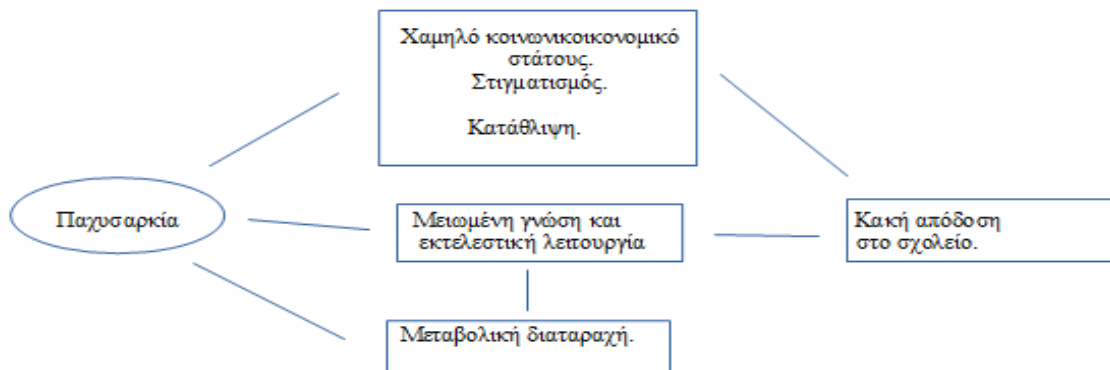 Χαμηλό κοινωνικοικονομικό
στάτους.
Στιγματισμός.
Κατάθλιψη.
Παχυσαρκία
Μειωμένη γνώση και
εκτελεστική λειτουργία
Κακή απόδοση
στο σχολείο.
Μεταβολική διαταραχή.